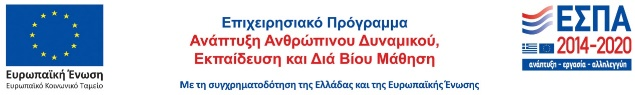 Ευρωπαϊκή Ένωση
Ευρωπαϊκό Κοινωνικό Ταμείο
Επιχειρησιακό Πρόγραμμα
Ανάπτυξη Ανθρώπινου Δυναμικού,
Εκπαίδευση και Διά Βίου Μάθηση
Με τη συγχρηματοδότηση της Ελλάδας και της Ευρωπαϊκής Ένωσης
ΕΣΠΑ
2014-2020
ανάπτυξη - εργασία - αλληλεγγύη